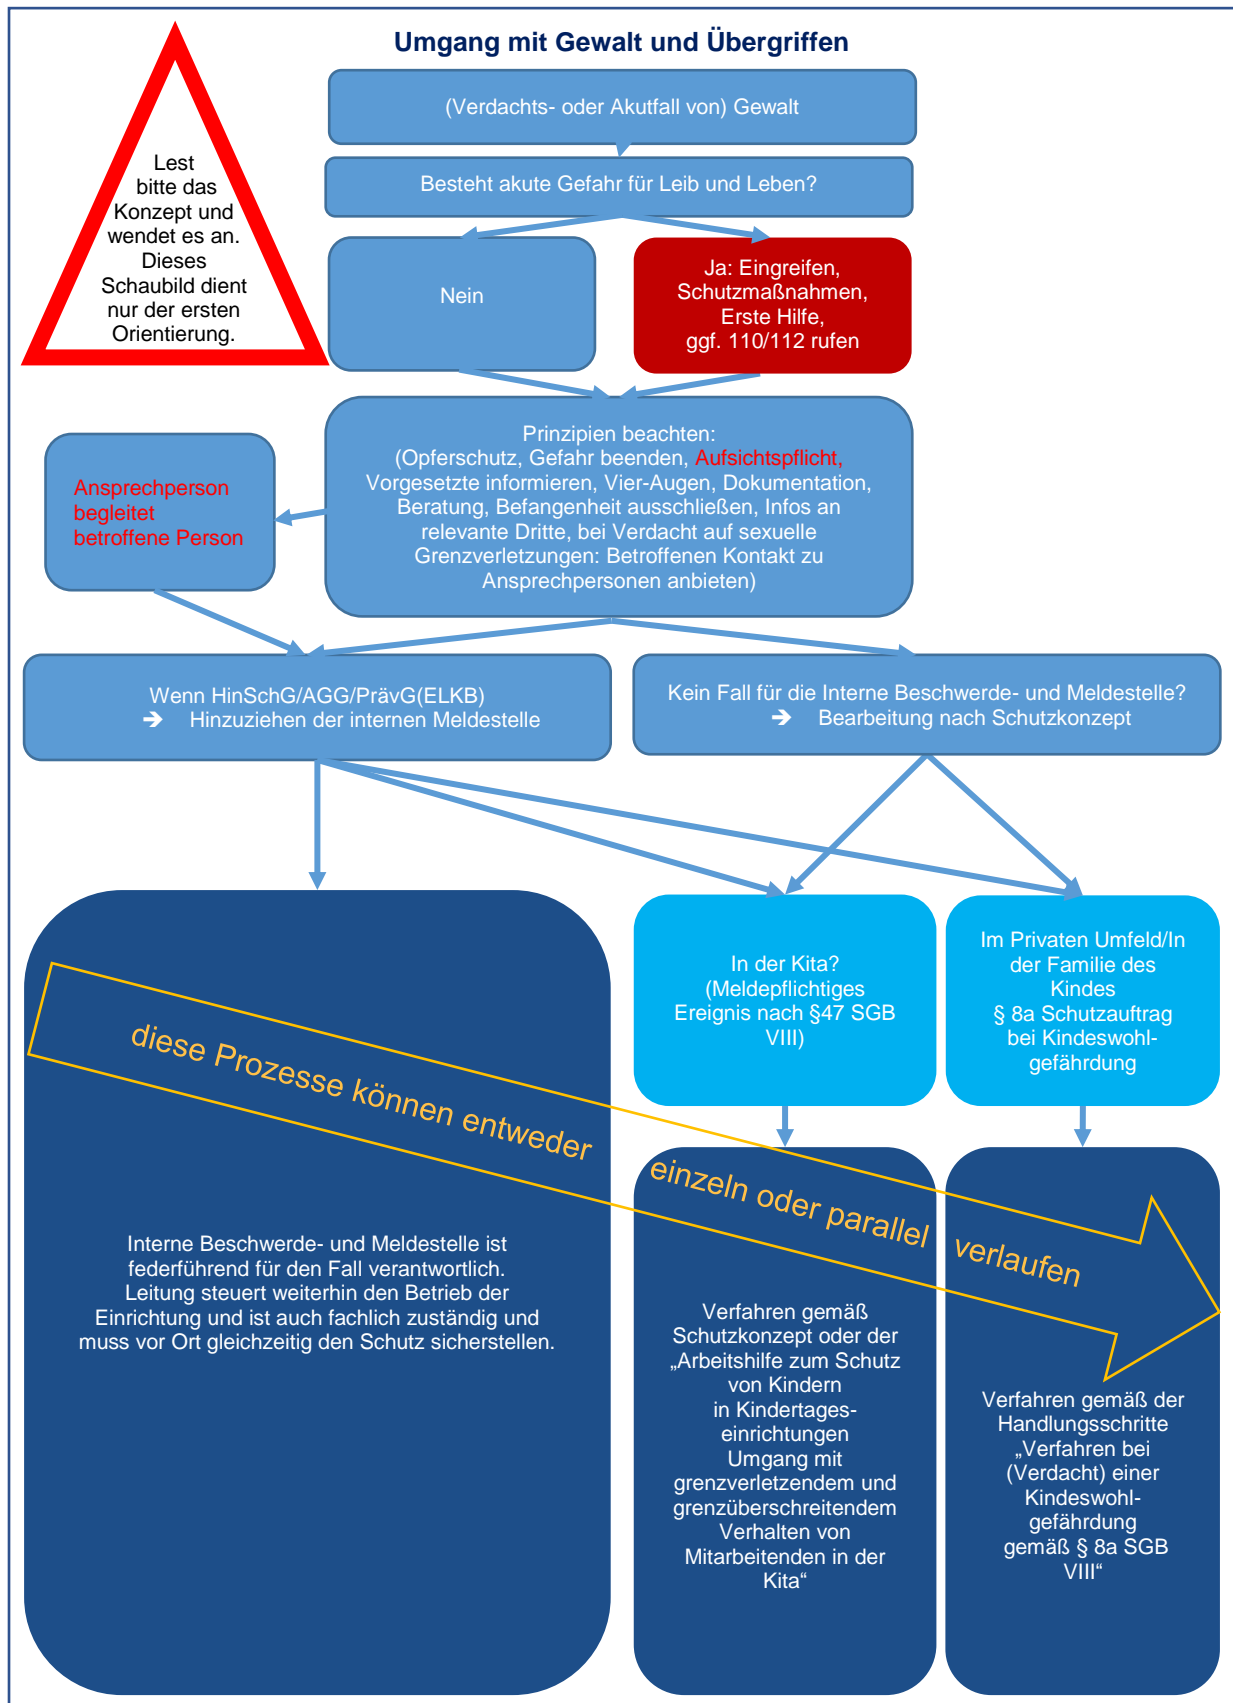 Umgang mit Gewalt und Übergriffen
Lest
bitte das
Konzept und
wendet es an.
Dieses
Schaubild dient
nur der ersten
Orientierung.
(Verdachts- oder Akutfall von) Gewalt
Besteht akute Gefahr für Leib und Leben?
Nein
Ja: Eingreifen,
Schutzmaßnahmen,
Erste Hilfe,
ggf. 110/112 rufen
Prinzipien beachten:
(Opferschutz, Gefahr beenden, Aufsichtspflicht,
Vorgesetzte informieren, Vier-Augen, Dokumentation,
Beratung, Befangenheit ausschließen, Infos an
relevante Dritte, bei Verdacht auf sexuelle
Grenzverletzungen: Betroffenen Kontakt zu
Ansprechpersonen anbieten)
Ansprechperson
begleitet
betroffene Person
Wenn HinSchG/AGG/PrävG(ELKB)
➔ Hinzuziehen der internen Meldestelle
Kein Fall für die Interne Beschwerde- und Meldestelle?
➔ Bearbeitung nach Schutzkonzept
In der Kita?
(Meldepflichtiges
Ereignis nach §47 SGB
VIII)
Im Privaten Umfeld/In
der Familie des
Kindes
§ 8a Schutzauftrag
bei Kindeswohl-
gefährdung
diese Prozesse können entweder einzeln oder parallel verlaufen
Interne Beschwerde- und Meldestelle ist
federführend für den Fall verantwortlich.
Leitung steuert weiterhin den Betrieb der
Einrichtung und ist auch fachlich zuständig und
muss vor Ort gleichzeitig den Schutz sicherstellen.
Verfahren gemäß
Schutzkonzept oder der
„Arbeitshilfe zum Schutz
von Kindern
in Kindertages-
einrichtungen
Umgang mit
grenzverletzendem und
grenzüberschreitendem
Verhalten von
Mitarbeitenden in der
Kita“
Verfahren gemäß der
Handlungsschritte
„Verfahren bei
(Verdacht) einer
Kindeswohl-
gefährdung
gemäß § 8a SGB
VIII“